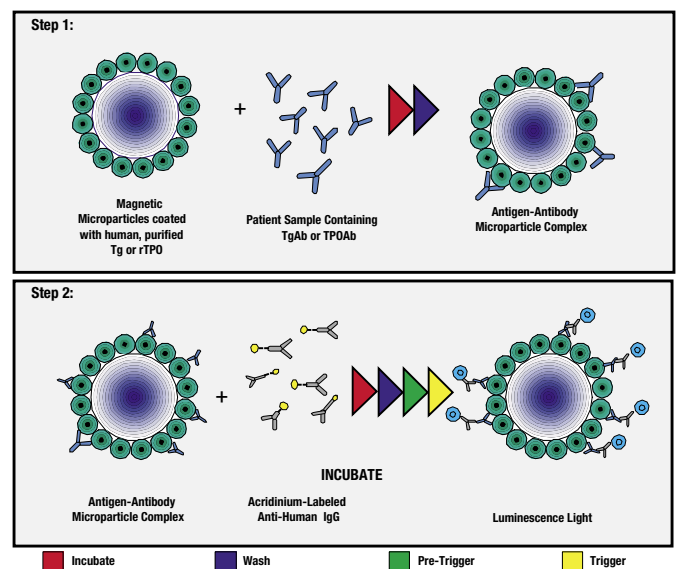 Step 1:
+
Magnetic
Microparticles coated
with human, purified
Tg or rTPO
Patient Sample Containing
TgAb or TPOAb
Antigen-Antibody
Microparticle Complex
Step 2:
+
INCUBATE
Antigen-Antibody
Microparticle Complex
Acridinium-Labeled
Anti-Human IgG
Luminescence Light
Incubate
Wash
Pre-Trigger
Trigger